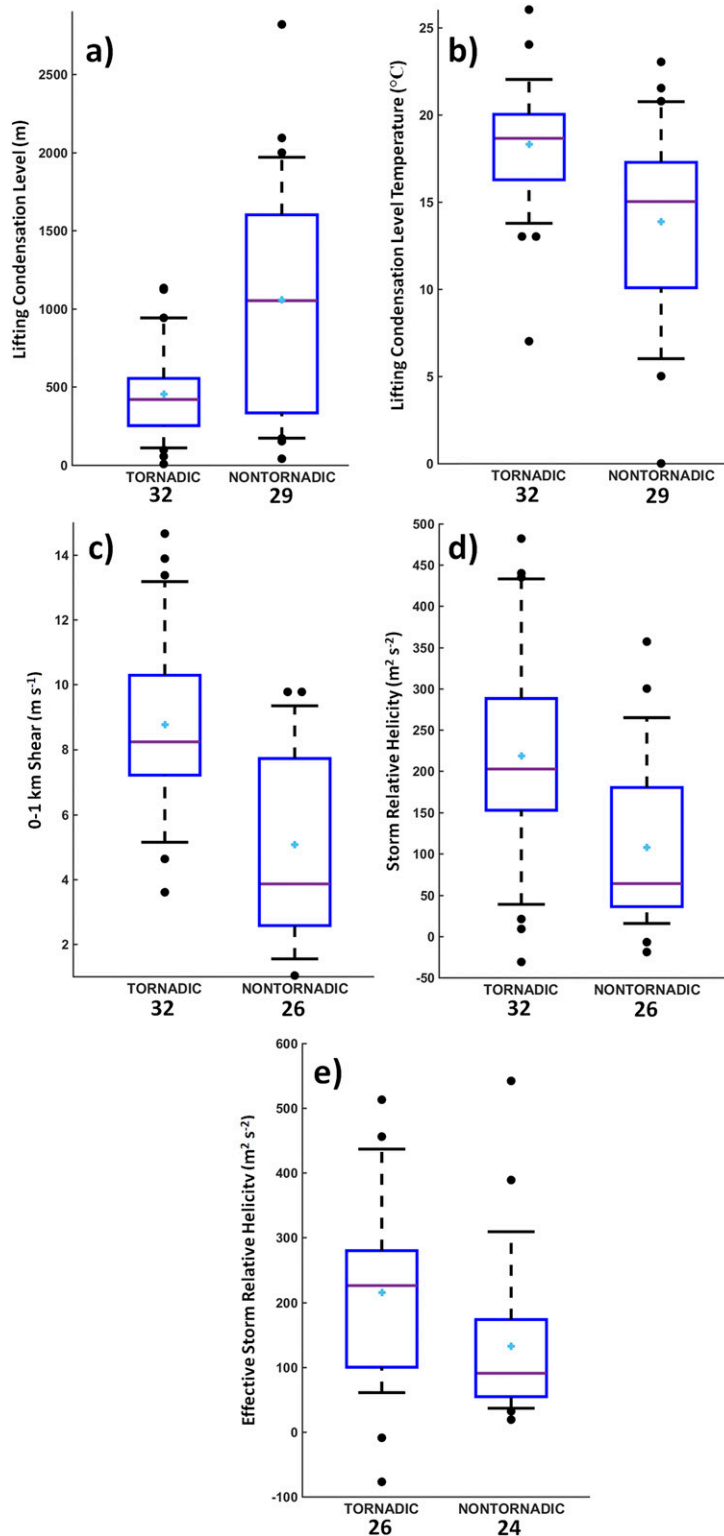 a)
Lifting Condensation Level (m)
2500
2000
1500
1000
500
0
TORNADIC NONTORNADIC
32 29
b)
Lifting Condensation Level Temperature (°C)
25
20
15
10
5
0
TORNADIC NONTORNADIC
32 29
c)
0-1 km Shear (m s⁻¹)
14
12
10
8
6
4
2
TORNADIC NONTORNADIC
32 26
d)
Storm Relative Helicity (m² s⁻²)
500
450
400
350
300
250
200
150
100
50
0
-50
TORNADIC NONTORNADIC
32 26
e)
Effective Storm Relative Helicity (m² s⁻²)
600
500
400
300
200
100
0
-100
TORNADIC NONTORNADIC
26 24